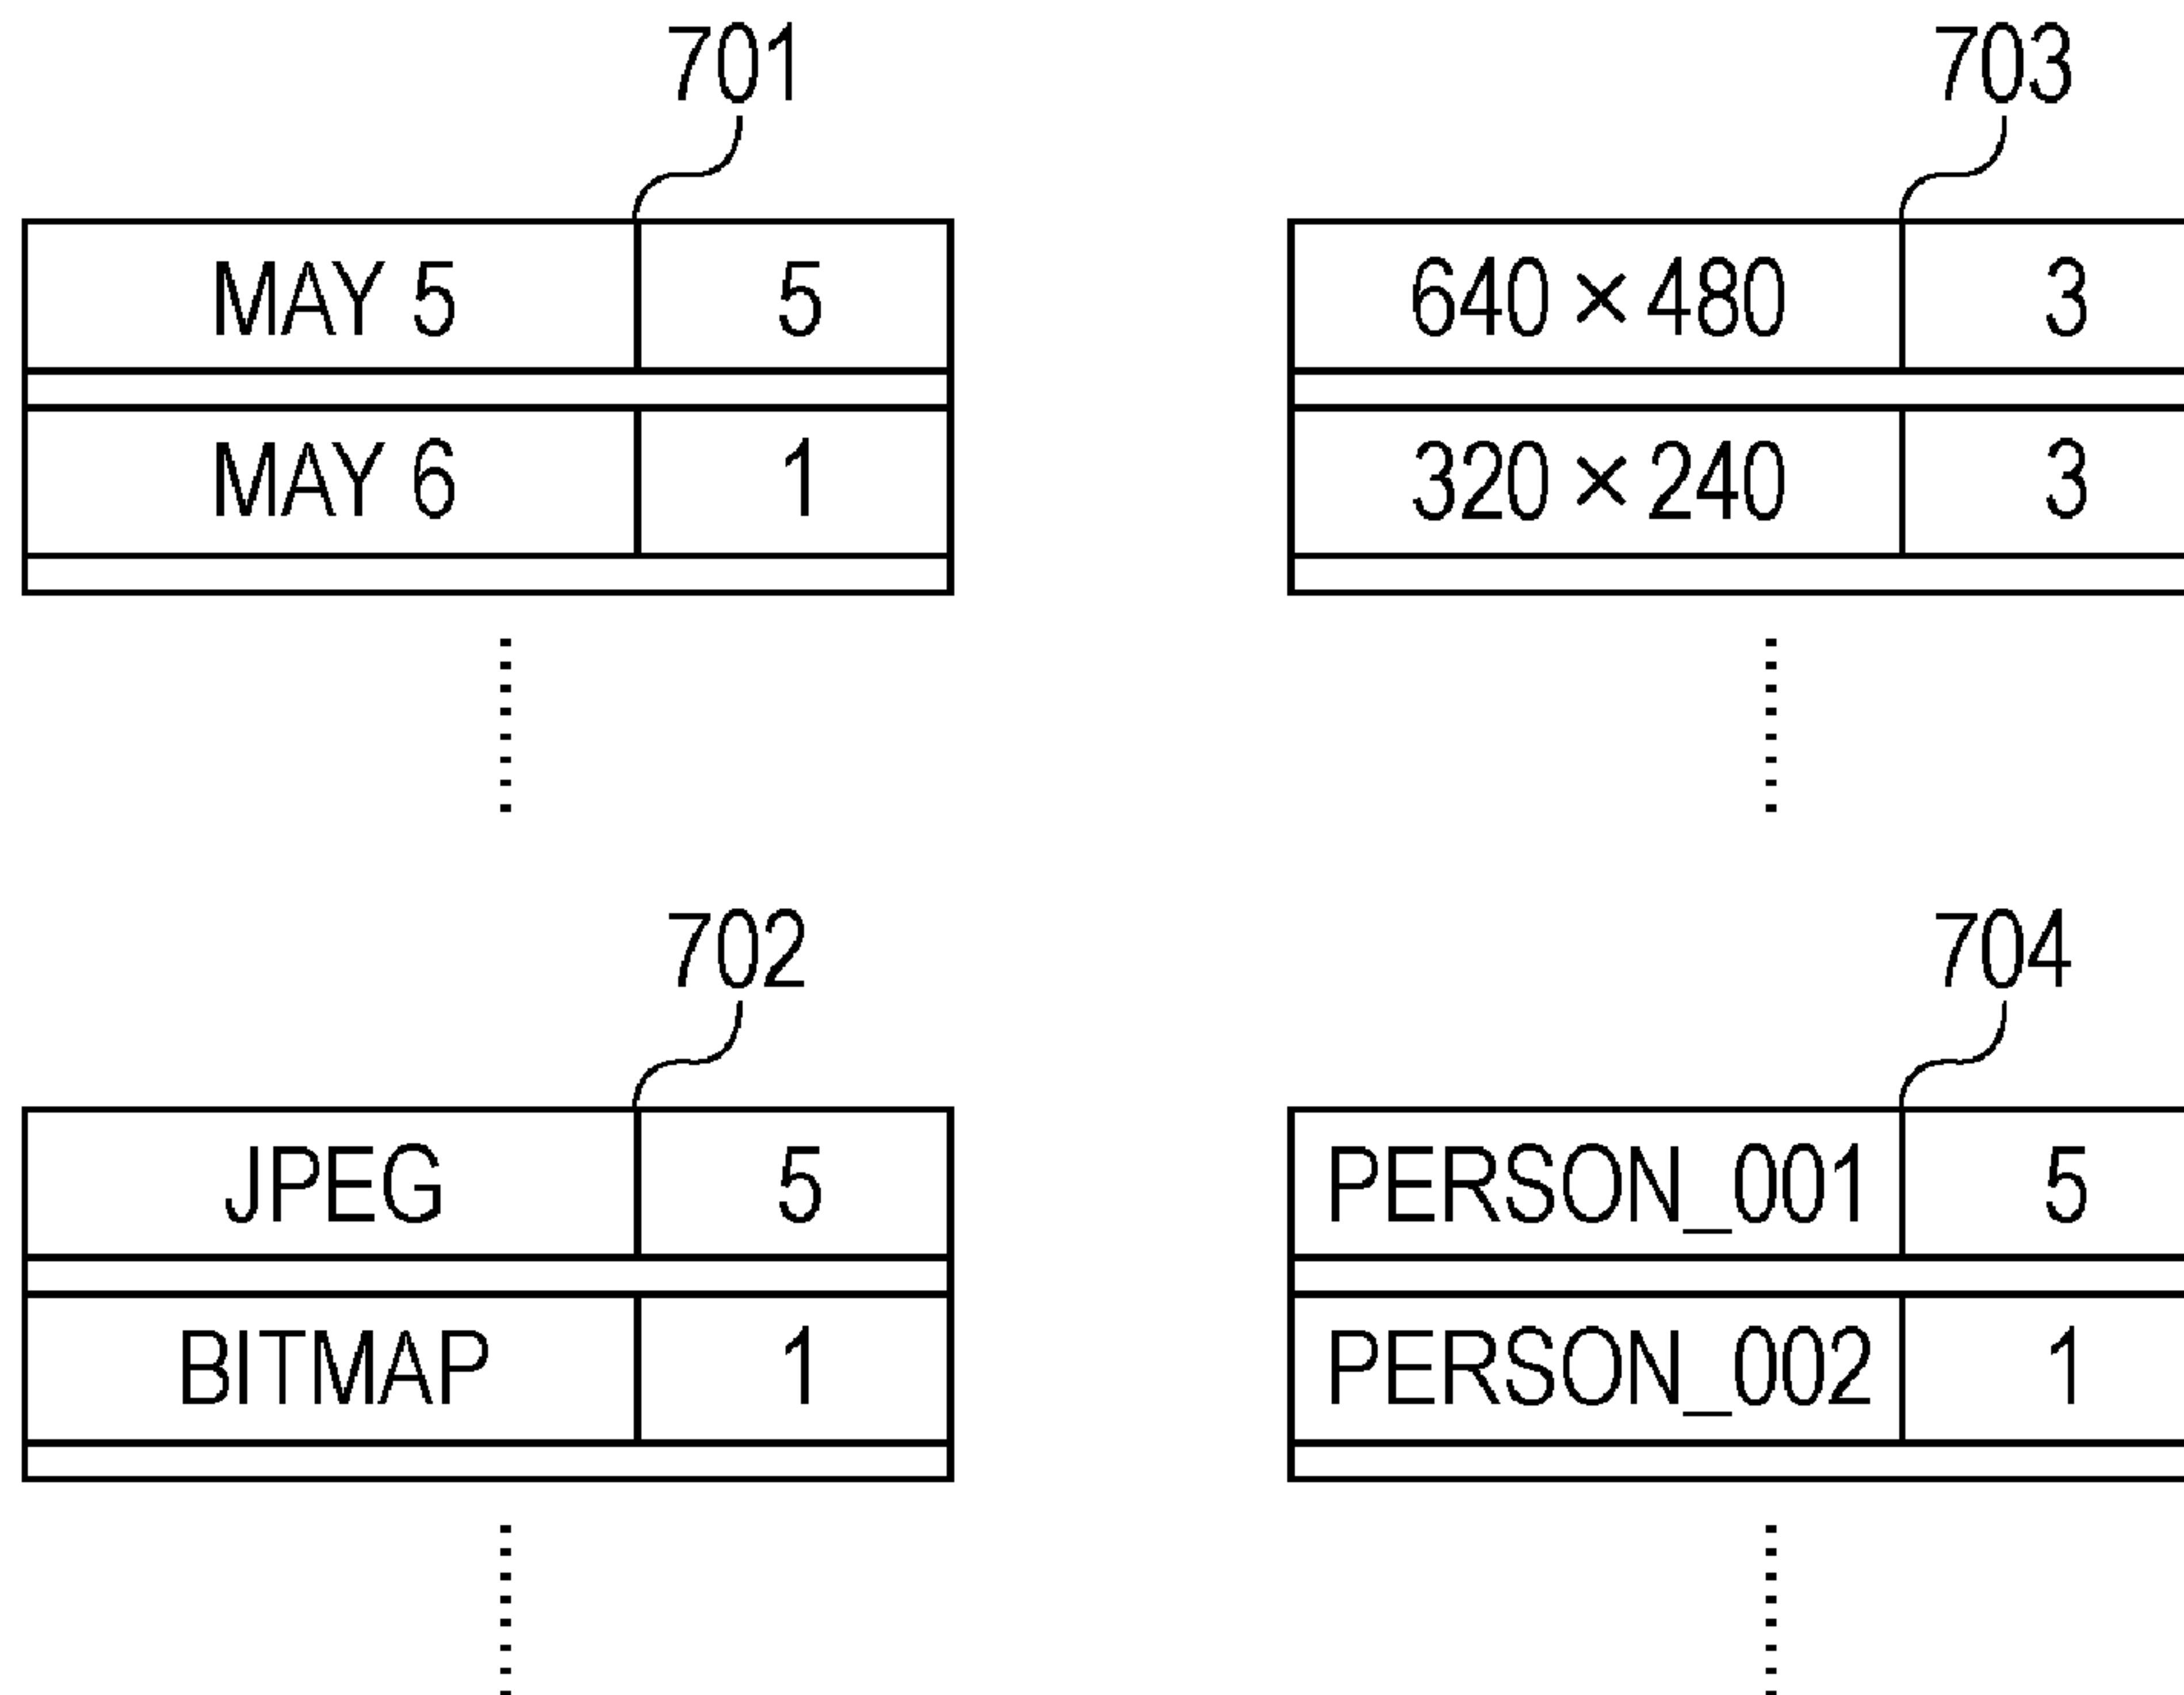 701
MAY 5 5
MAY 6 1
703
640 × 480 3
320 × 240 3
702
JPEG 5
BITMAP 1
704
PERSON_001 5
PERSON_002 1